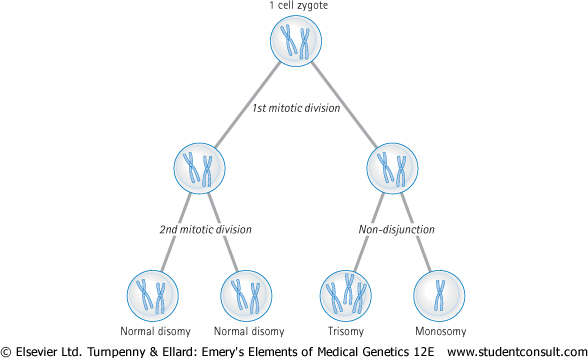 1 cell zygote
1st mitotic division
2nd mitotic division
Non-disjunction
Normal disomy
Normal disomy
Trisomy
Monosomy
© Elsevier Ltd. Turnpenny & Ellard: Emery's Elements of Medical Genetics 12E www.studentconsult.com